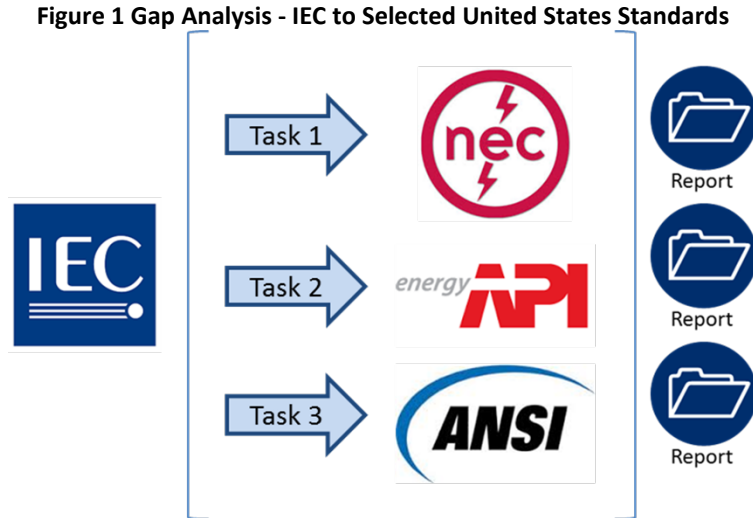 Figure 1 Gap Analysis - IEC to Selected United States Standards
Task 1
nec
Report
IEC
Task 2
energy API
Report
Task 3
ANSI
Report